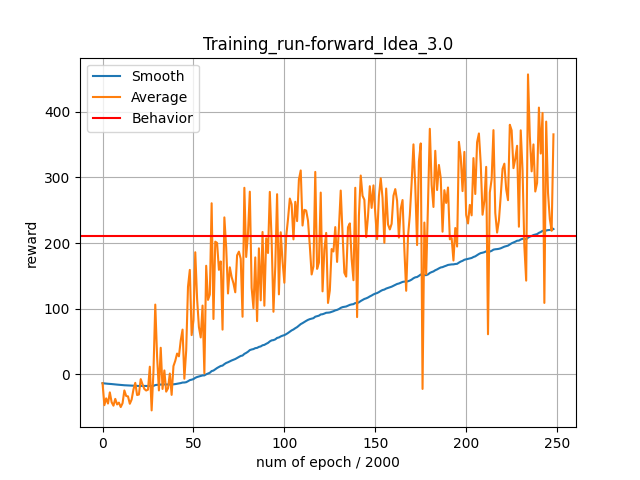 Training_run-forward_Idea_3.0
Smooth
Average
Behavior
400
300
200
100
0
reward
0 50 100 150 200 250
num of epoch / 2000